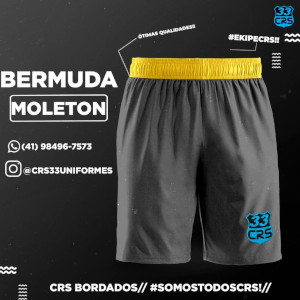 33
CRS
ÓTIMAS QUALIDADES!!
#EKIPECRS!!
BERMUDA
MOLETON
(41) 98496-7573
@CRS33UNIFORMES
33
CRS
CRS BORDADOS// #SOMOSTODOSCRS!//